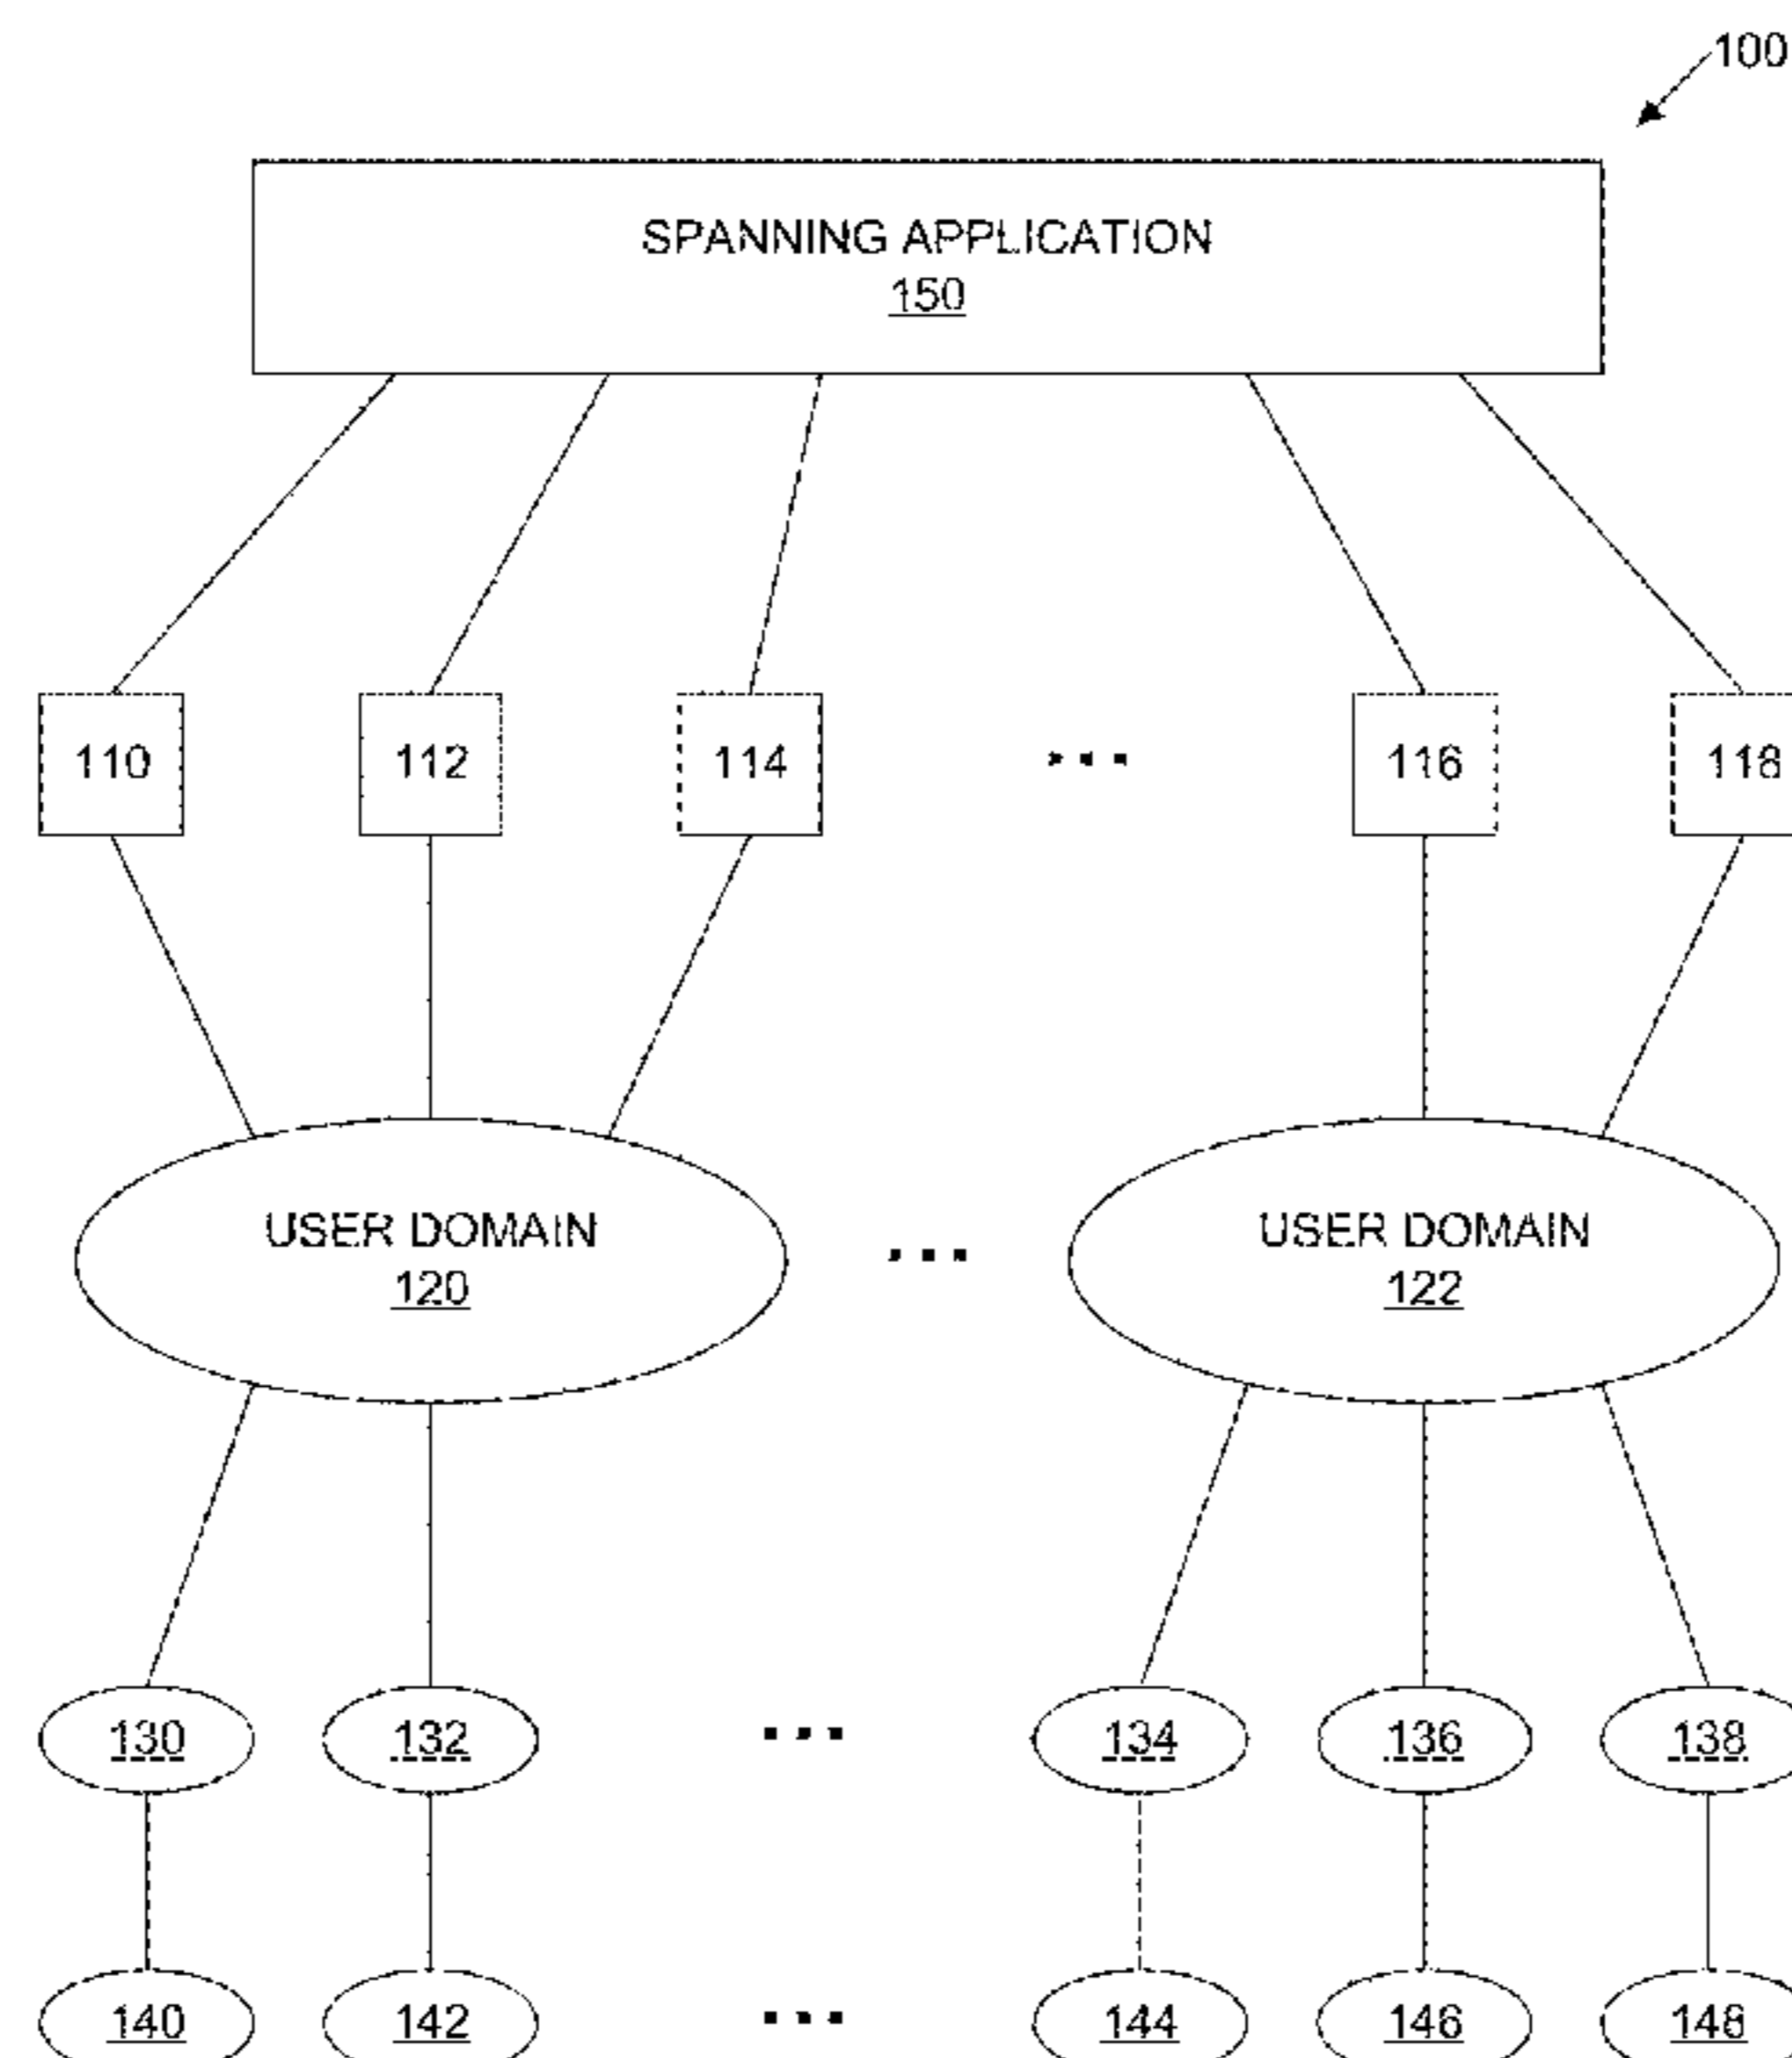 100
SPANNING APPLICATION
150
110 112 114 ... 116 118
USER DOMAIN
120
...
USER DOMAIN
122
130 132 ... 134 136 138
140 142 ... 144 146 148